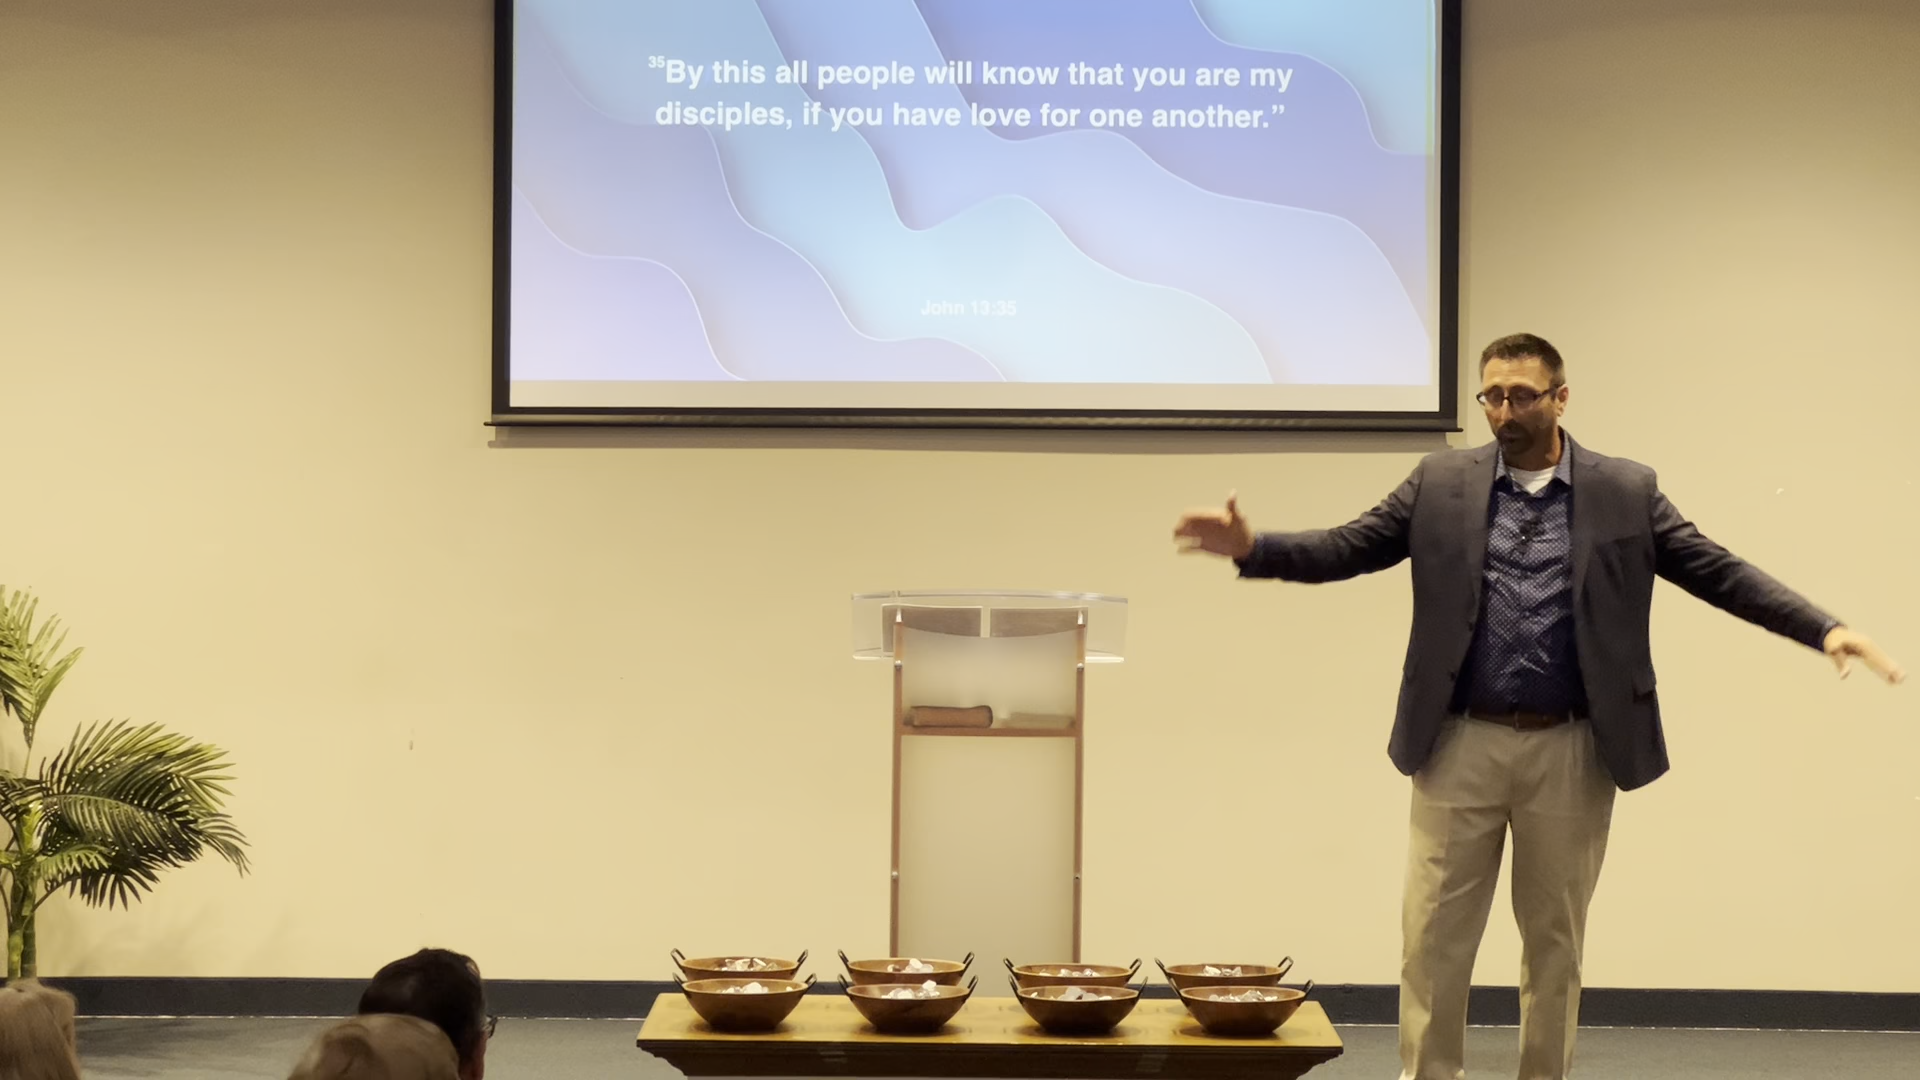 ³⁵By this all people will know that you are my
disciples, if you have love for one another.”
John 13:35